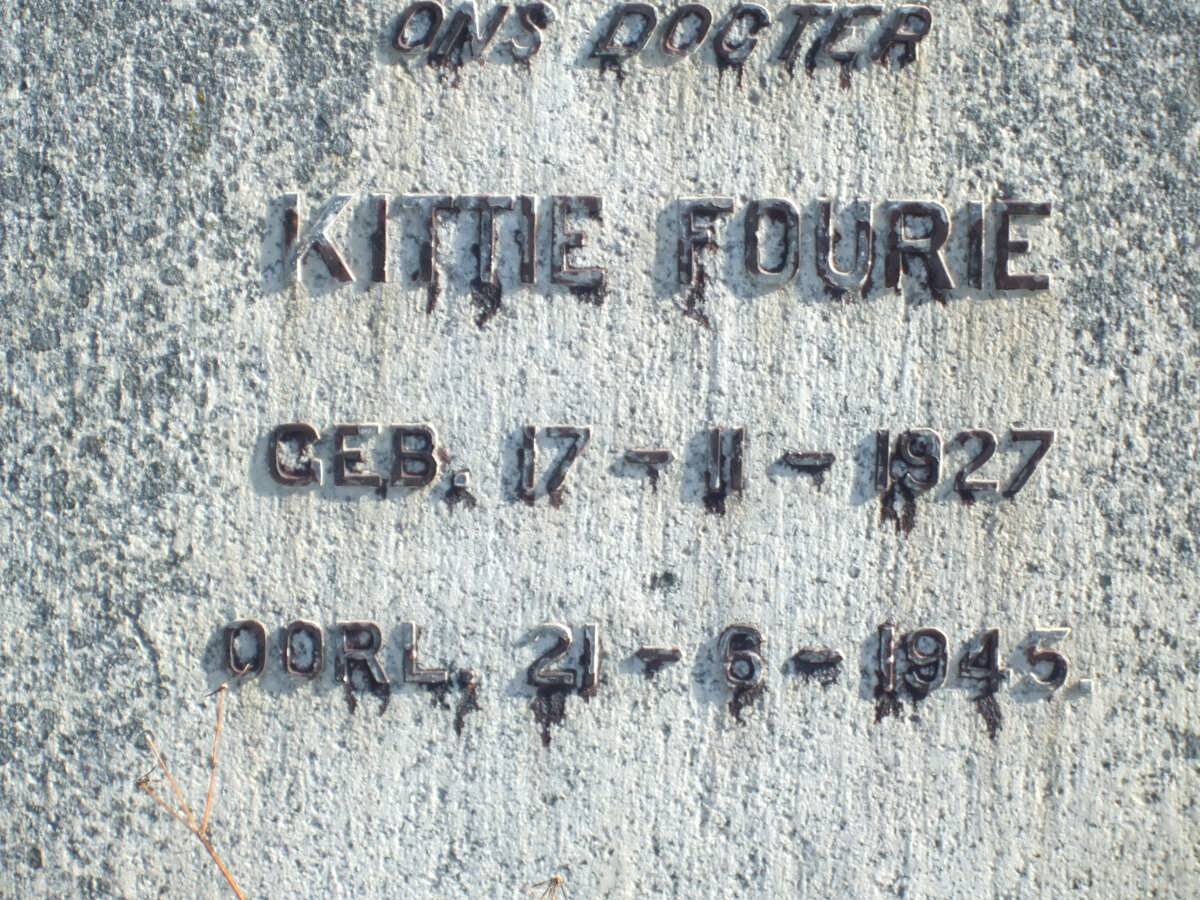 ONS DOGTER
KITTIE FOURIE
GEB. 17 - 11 - 1927
OORL. 21 - 6 - 1945.